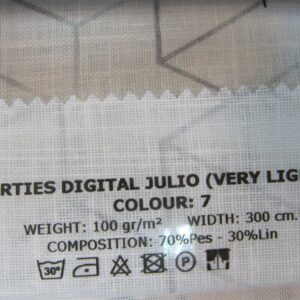 RTIES DIGITAL JULIO (VERY LIG
COLOUR: 7
WEIGHT: 100 gr/m² WIDTH: 300 cm.
COMPOSITION: 70%Pes - 30%Lin
30°
P